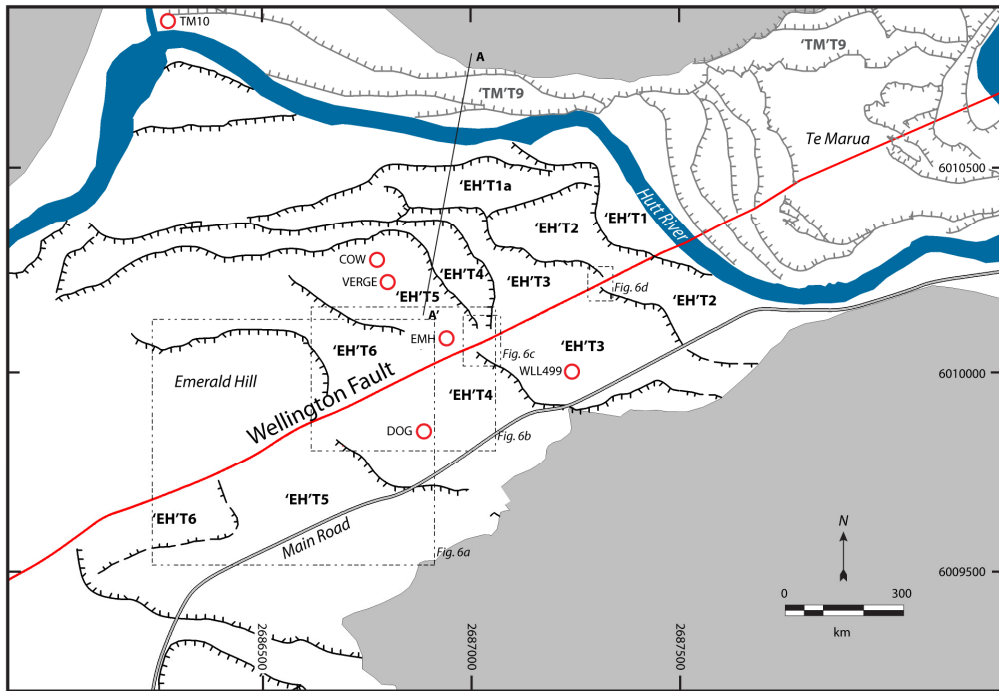 TM10
A
'TM'T9
'TM'T9
Te Marua
6010500
'EH'T1a
'EH'T1
'EH'T2
Hutt River
COW
VERGE
'EH'T4
'EH'T3
'EH'T5
Fig. 6d
'EH'T2
A'
EMH
'EH'T6
Fig. 6c
'EH'T3
WLL499
6010000
Emerald Hill
Wellington Fault
'EH'T4
DOG
Fig. 6b
'EH'T5
'EH'T6
Main Road
Fig. 6a
N
6009500
0
300
km
2686500
2687000
2687500